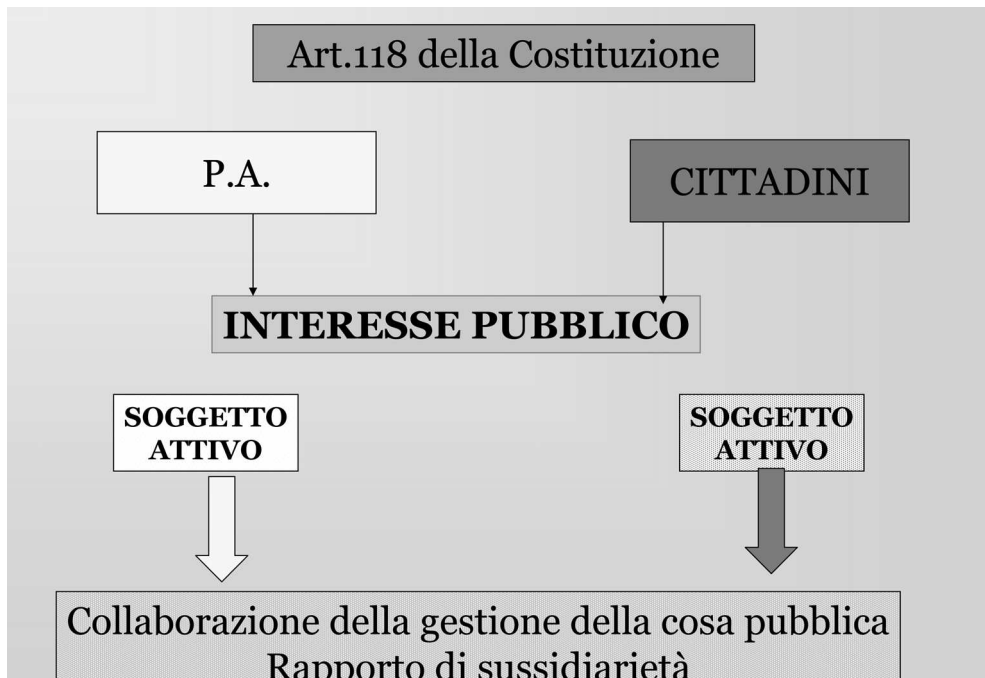 Art.118 della Costituzione
P.A.
CITTADINI
INTERESSE PUBBLICO
SOGGETTO
ATTIVO
SOGGETTO
ATTIVO
Collaborazione della gestione della cosa pubblica
Rapporto di sussidiarietà